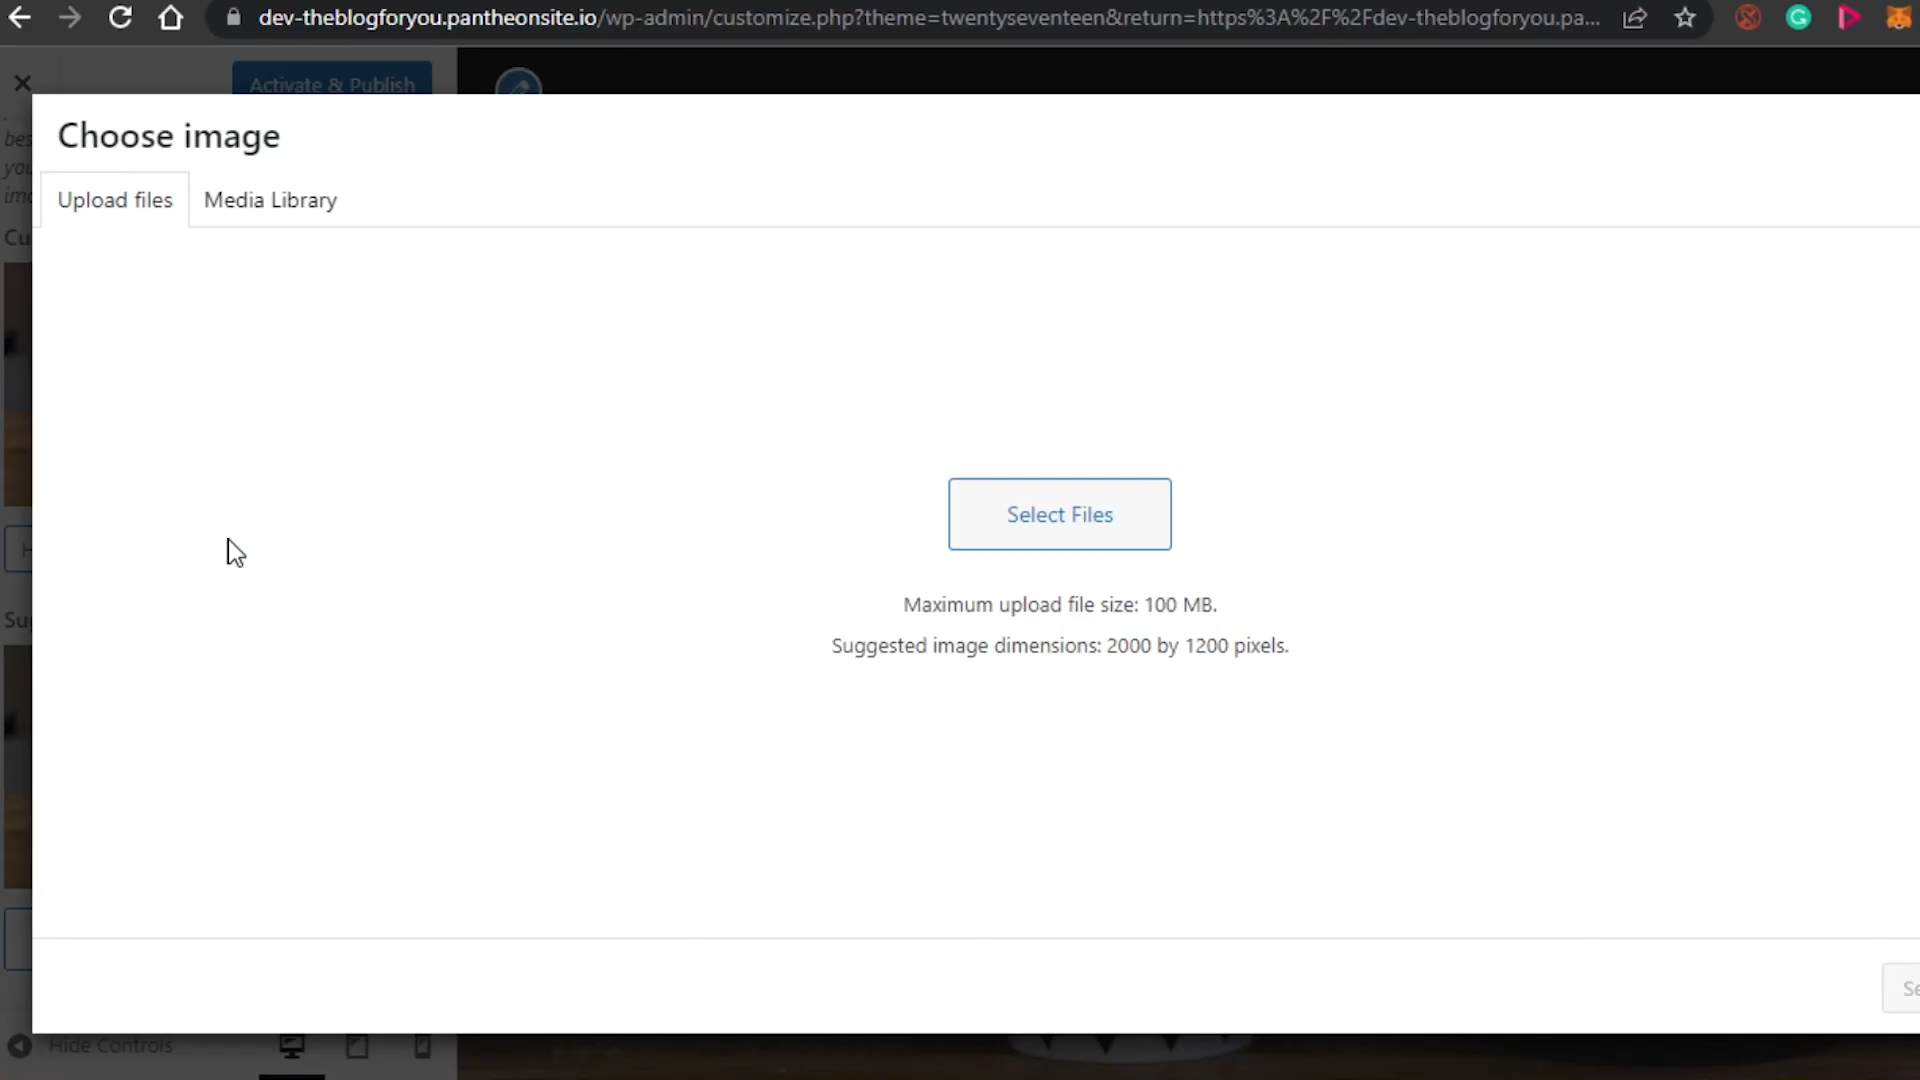 dev-theblogforyou.pantheonsite.io/wp-admin/customize.php?theme=twentyseventeen&return=https%3A%2F%2Fdev-theblogforyou.pa...
Activate & Publish
Choose image
Upload files
Media Library
Select Files
Maximum upload file size: 100 MB.
Suggested image dimensions: 2000 by 1200 pixels.
Hide Controls